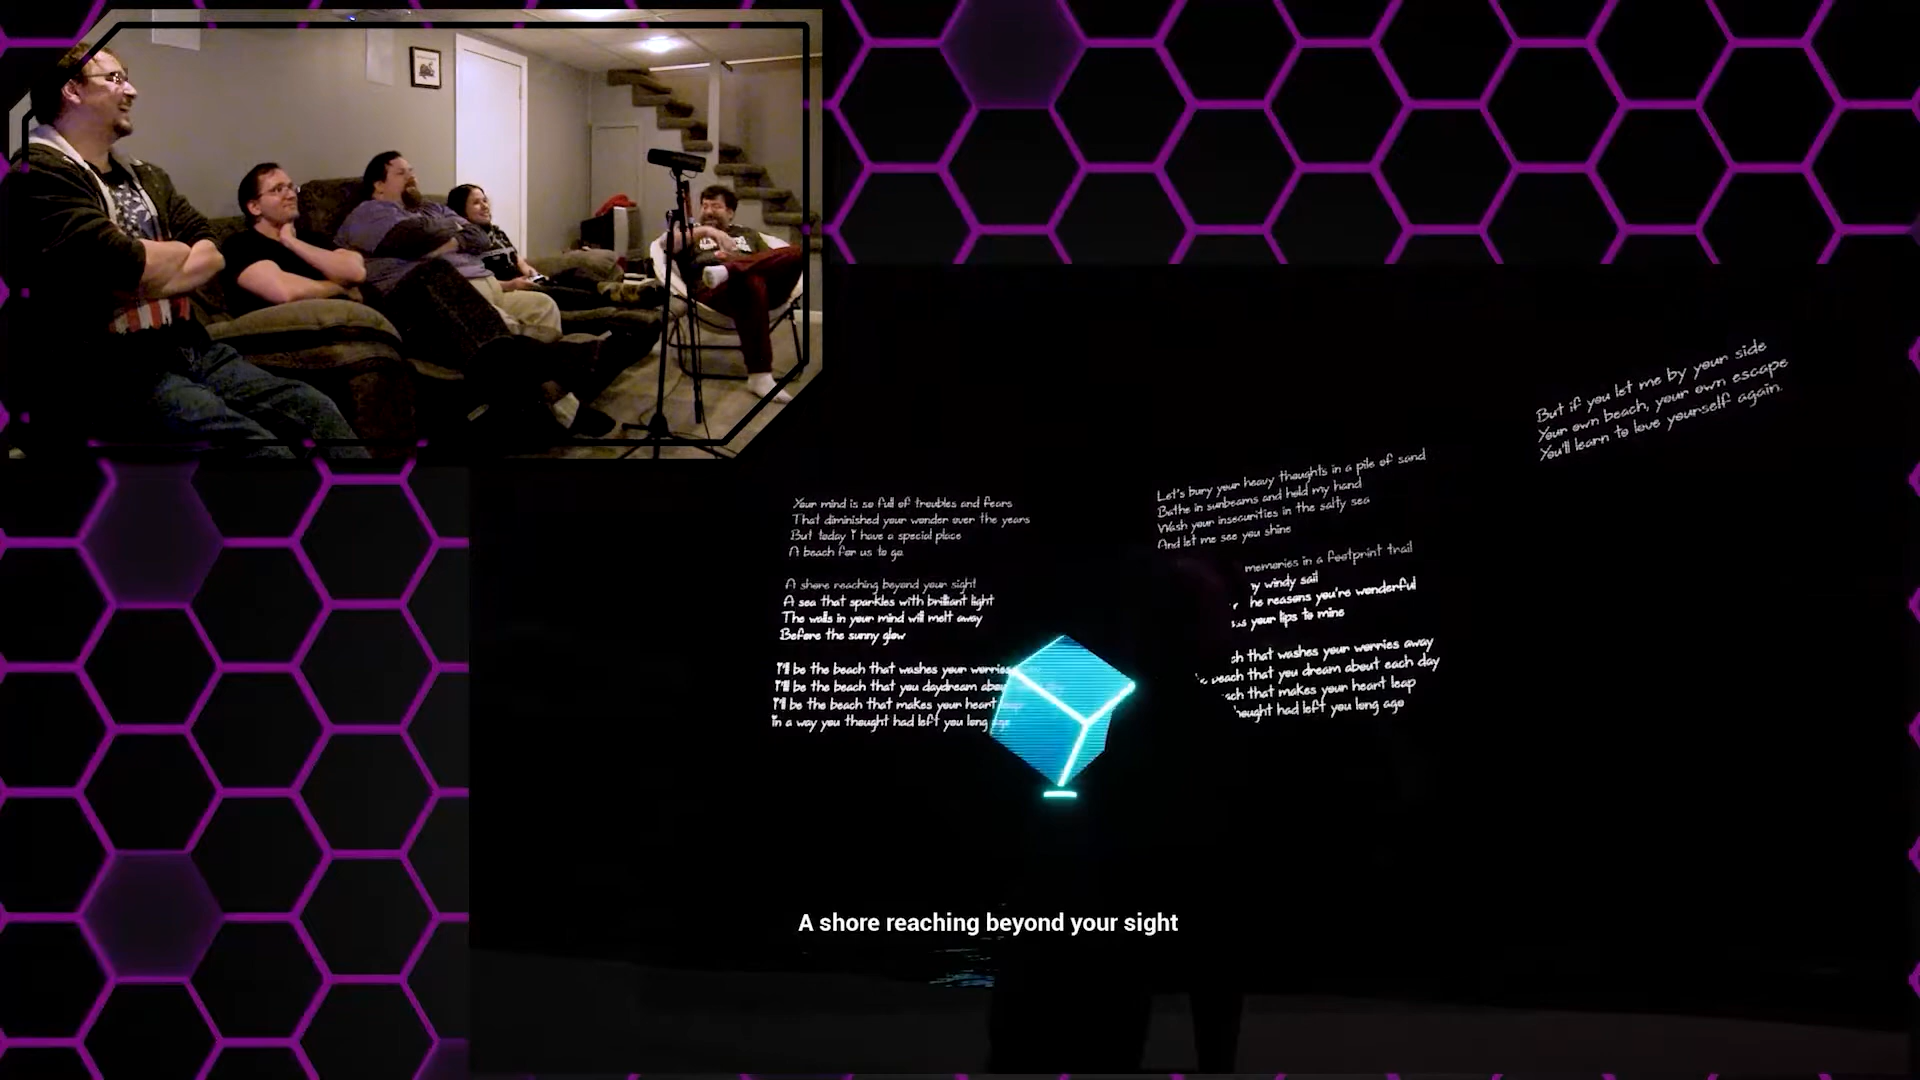 Your mind is so full of troubles and fears
That diminished your wonder over the years
But today I have a special place
A beach for us to go
A shore reaching beyond your sight
A sea that sparkles with brilliant light
The walls in your mind will melt away
Before the sunny glow
I'll be the beach that washes your worries
I'll be the beach that you daydream
I'll be the beach that makes your heart
In a way you thought had left you long
Let's bury your heavy thoughts in a pile of sand
Bathe in sunbeams and hold my hand
Wash your insecurities in the salty sea
And let me see you shine
memories in a footprint trail
windy sail
reasons you're wonderful
your lips to mine
that washes your worries away
beach that you dream about each day
that makes your heart leap
had left you long ago
But if you let me by your side
Your own beach, your own escape
You'll learn to love yourself again.
A shore reaching beyond your sight